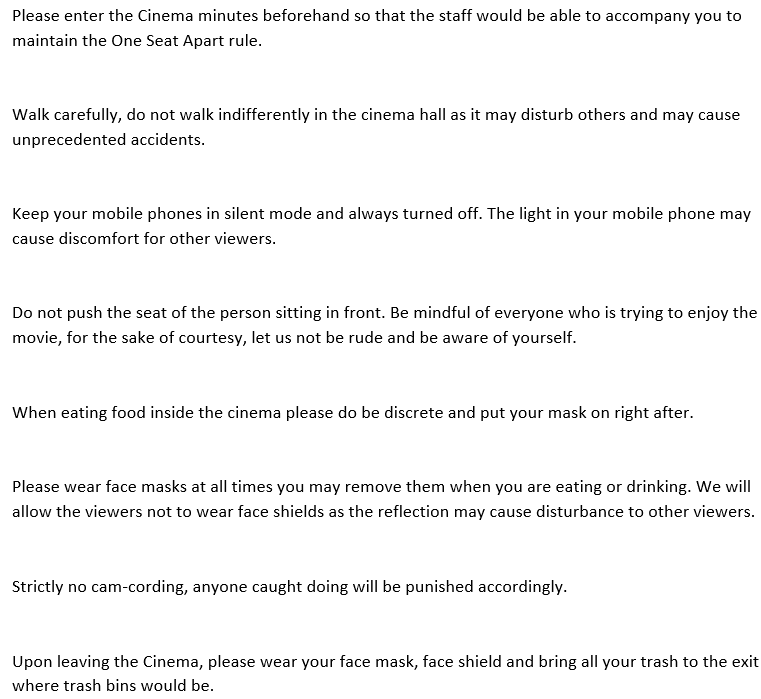 Please enter the Cinema minutes beforehand so that the staff would be able to accompany you to
maintain the One Seat Apart rule.
Walk carefully, do not walk indifferently in the cinema hall as it may disturb others and may cause
unprecedented accidents.
Keep your mobile phones in silent mode and always turned off. The light in your mobile phone may
cause discomfort for other viewers.
Do not push the seat of the person sitting in front. Be mindful of everyone who is trying to enjoy the
movie, for the sake of courtesy, let us not be rude and be aware of yourself.
When eating food inside the cinema please do be discrete and put your mask on right after.
Please wear face masks at all times you may remove them when you are eating or drinking. We will
allow the viewers not to wear face shields as the reflection may cause disturbance to other viewers.
Strictly no cam-cording, anyone caught doing will be punished accordingly.
Upon leaving the Cinema, please wear your face mask, face shield and bring all your trash to the exit
where trash bins would be.